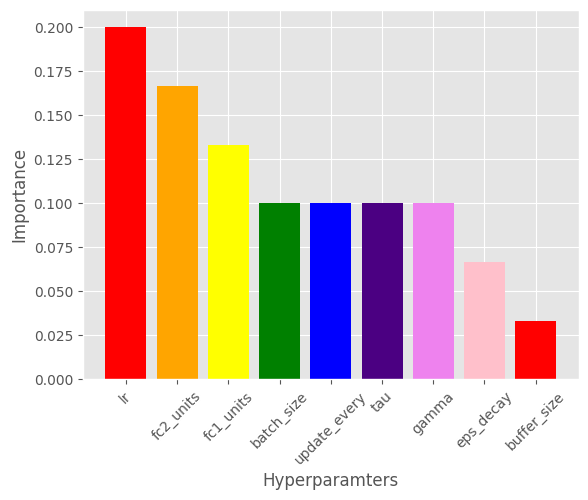 0.200
0.175
0.150
0.125
0.100
0.075
0.050
0.025
0.000
Importance
lr
fc2_units
fc1_units
batch_size
update_every
tau
gamma
eps_decay
buffer_size
Hyperparamters